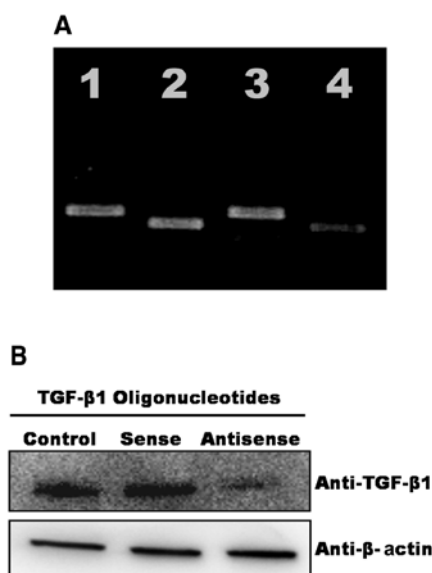 A
1 2 3 4
B
TGF-β1 Oligonucleotides
Control Sense Antisense
Anti-TGF-β1
Anti-β- actin